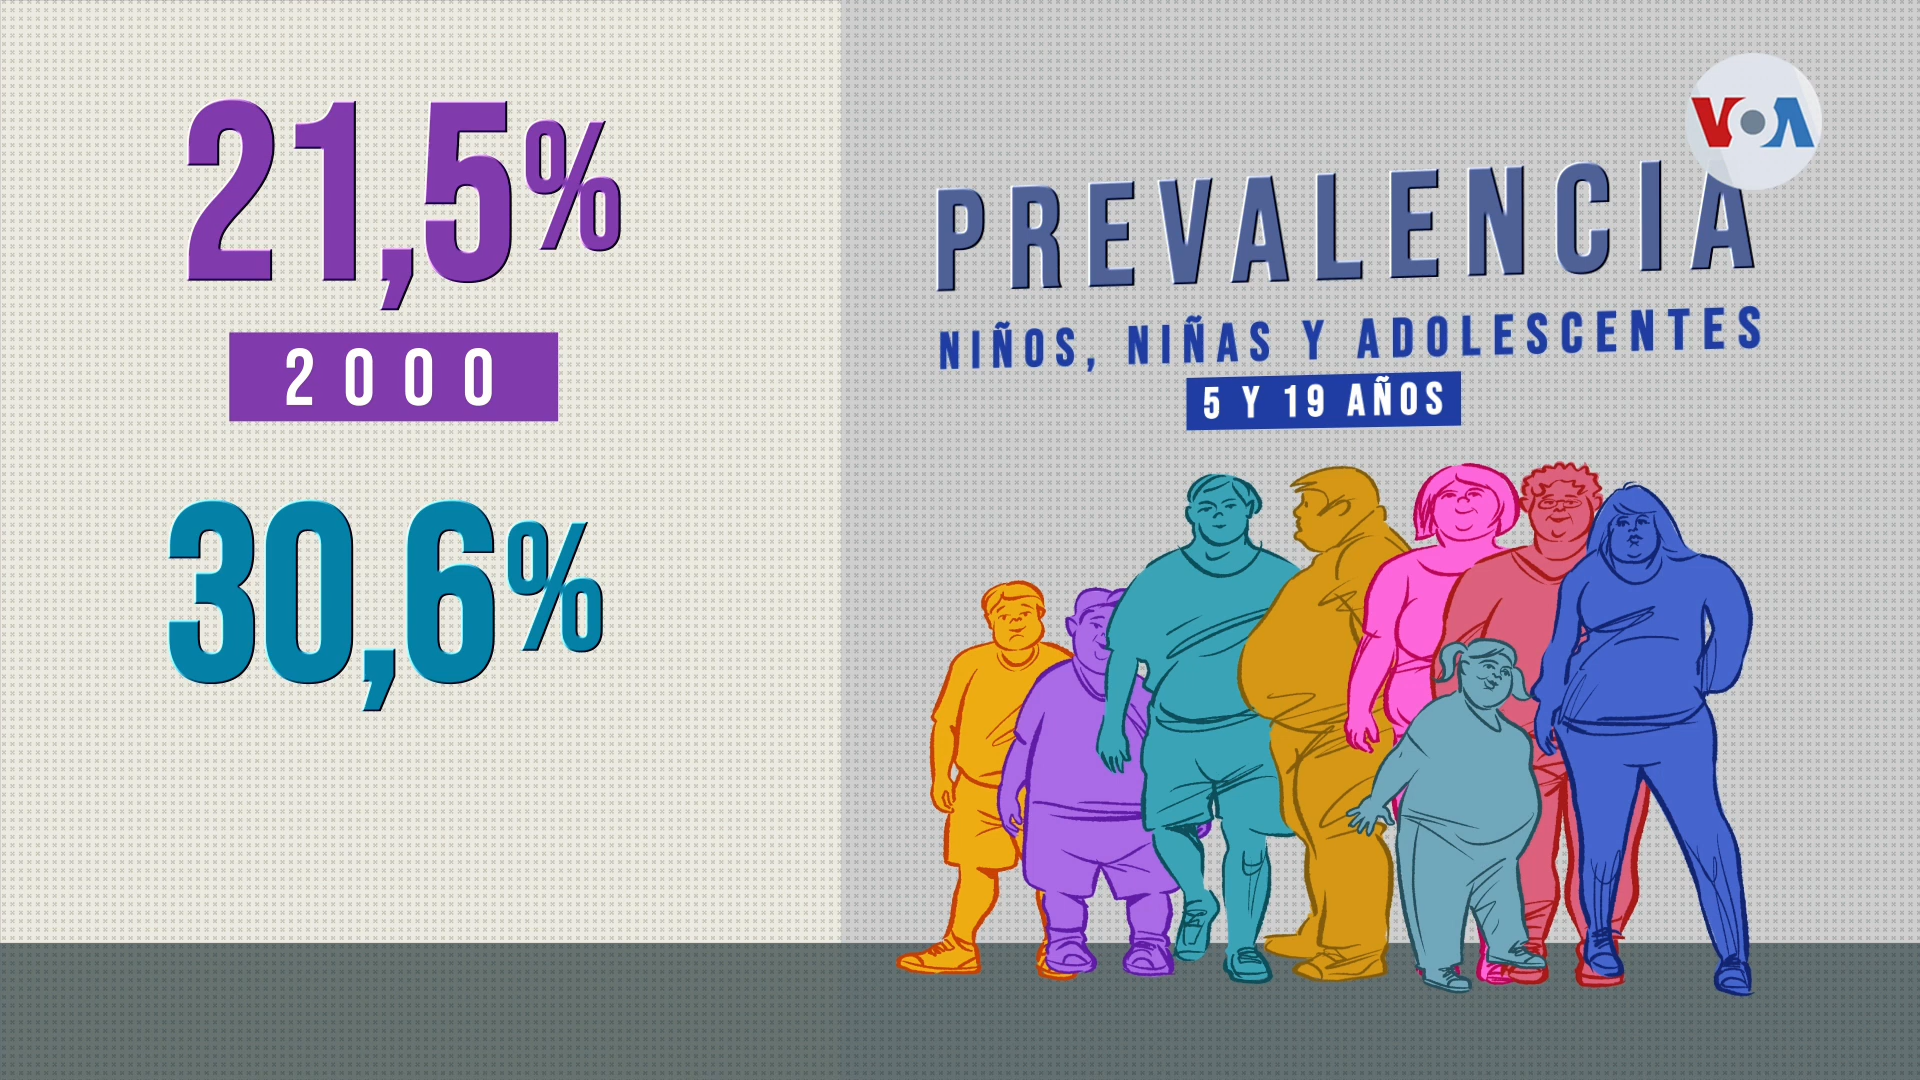 21,5%
2000
30,6%
VOA
PREVALENCIA
NIÑOS, NIÑAS Y ADOLESCENTES
5 Y 19 AÑOS